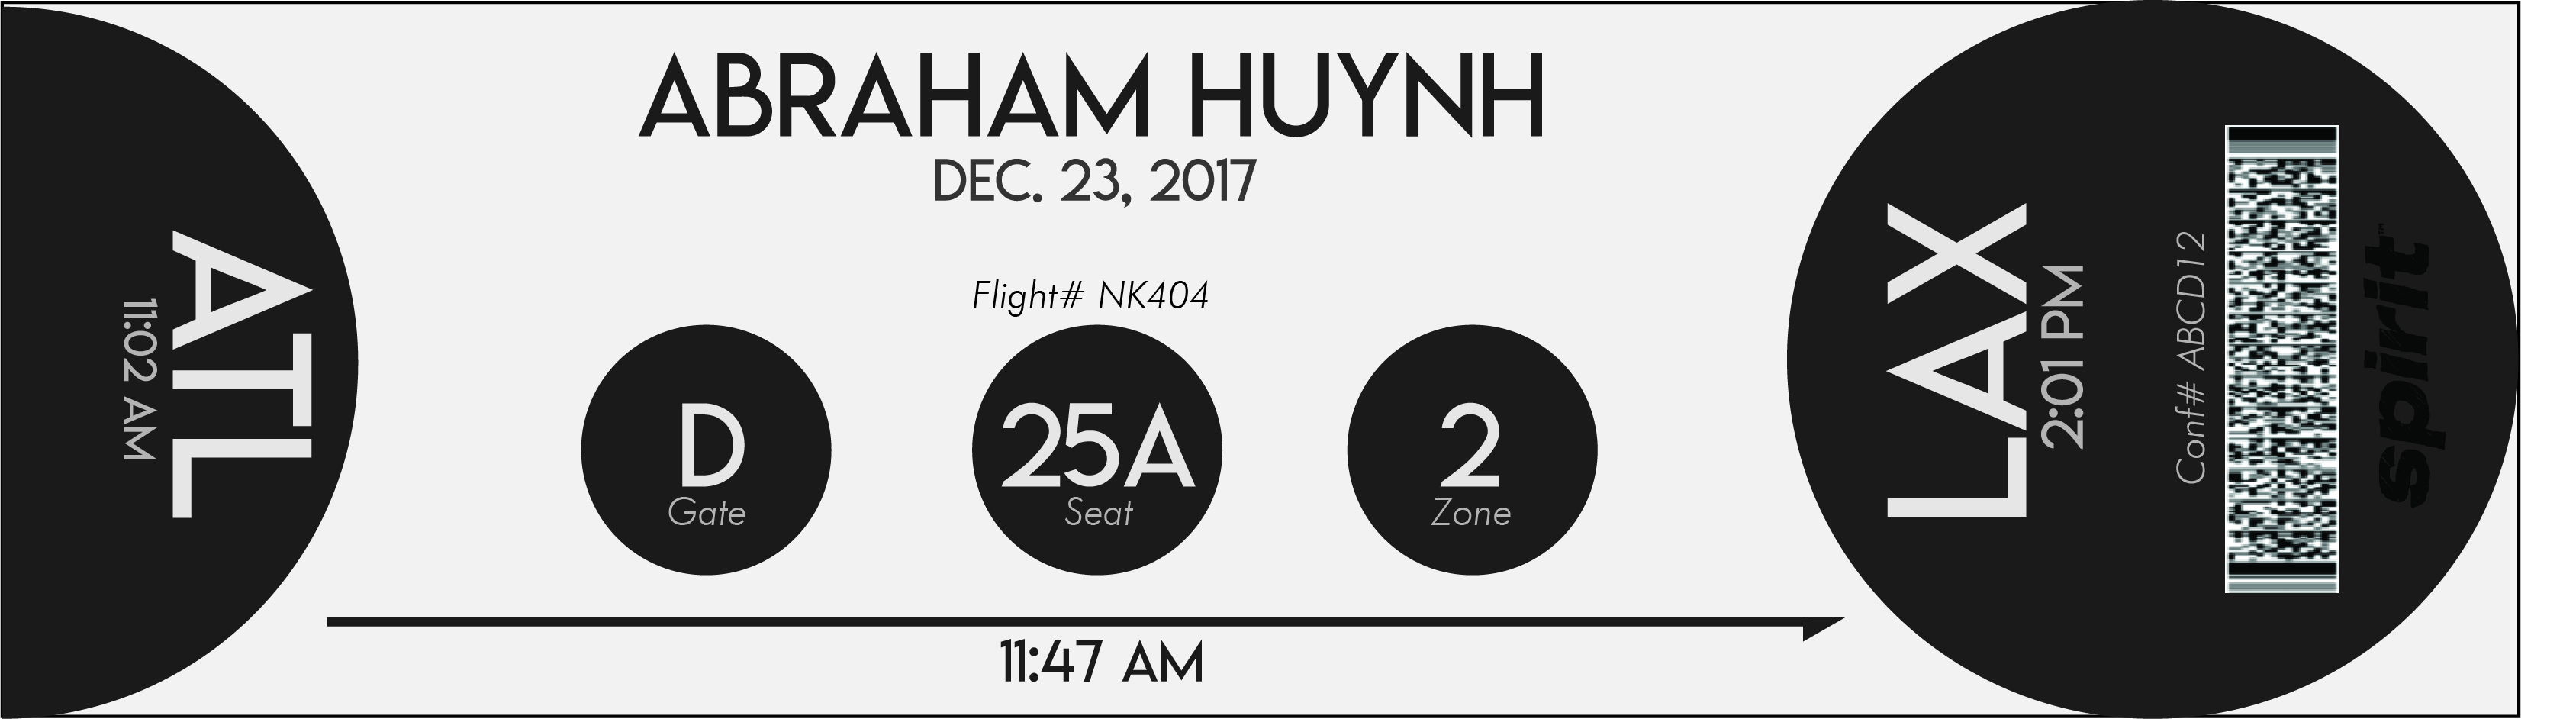 ATL
11:02 AM
ABRAHAM HUYNH
DEC. 23, 2017
Flight# NK404
D
Gate
25A
Seat
2
Zone
11:47 AM
LAX
2:01 PM
Conf# ABCD12
spirit